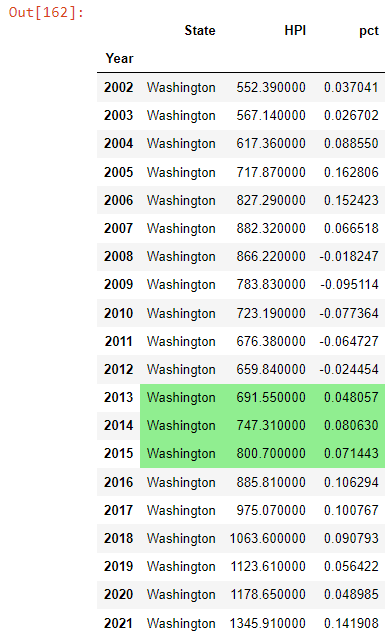 Out[162]:
State HPI pct
Year
2002 Washington 552.390000 0.037041
2003 Washington 567.140000 0.026702
2004 Washington 617.360000 0.088550
2005 Washington 717.870000 0.162806
2006 Washington 827.290000 0.152423
2007 Washington 882.320000 0.066518
2008 Washington 866.220000 -0.018247
2009 Washington 783.830000 -0.095114
2010 Washington 723.190000 -0.077364
2011 Washington 676.380000 -0.064727
2012 Washington 659.840000 -0.024454
2013 Washington 691.550000 0.048057
2014 Washington 747.310000 0.080630
2015 Washington 800.700000 0.071443
2016 Washington 885.810000 0.106294
2017 Washington 975.070000 0.100767
2018 Washington 1063.600000 0.090793
2019 Washington 1123.610000 0.056422
2020 Washington 1178.650000 0.048985
2021 Washington 1345.910000 0.141908